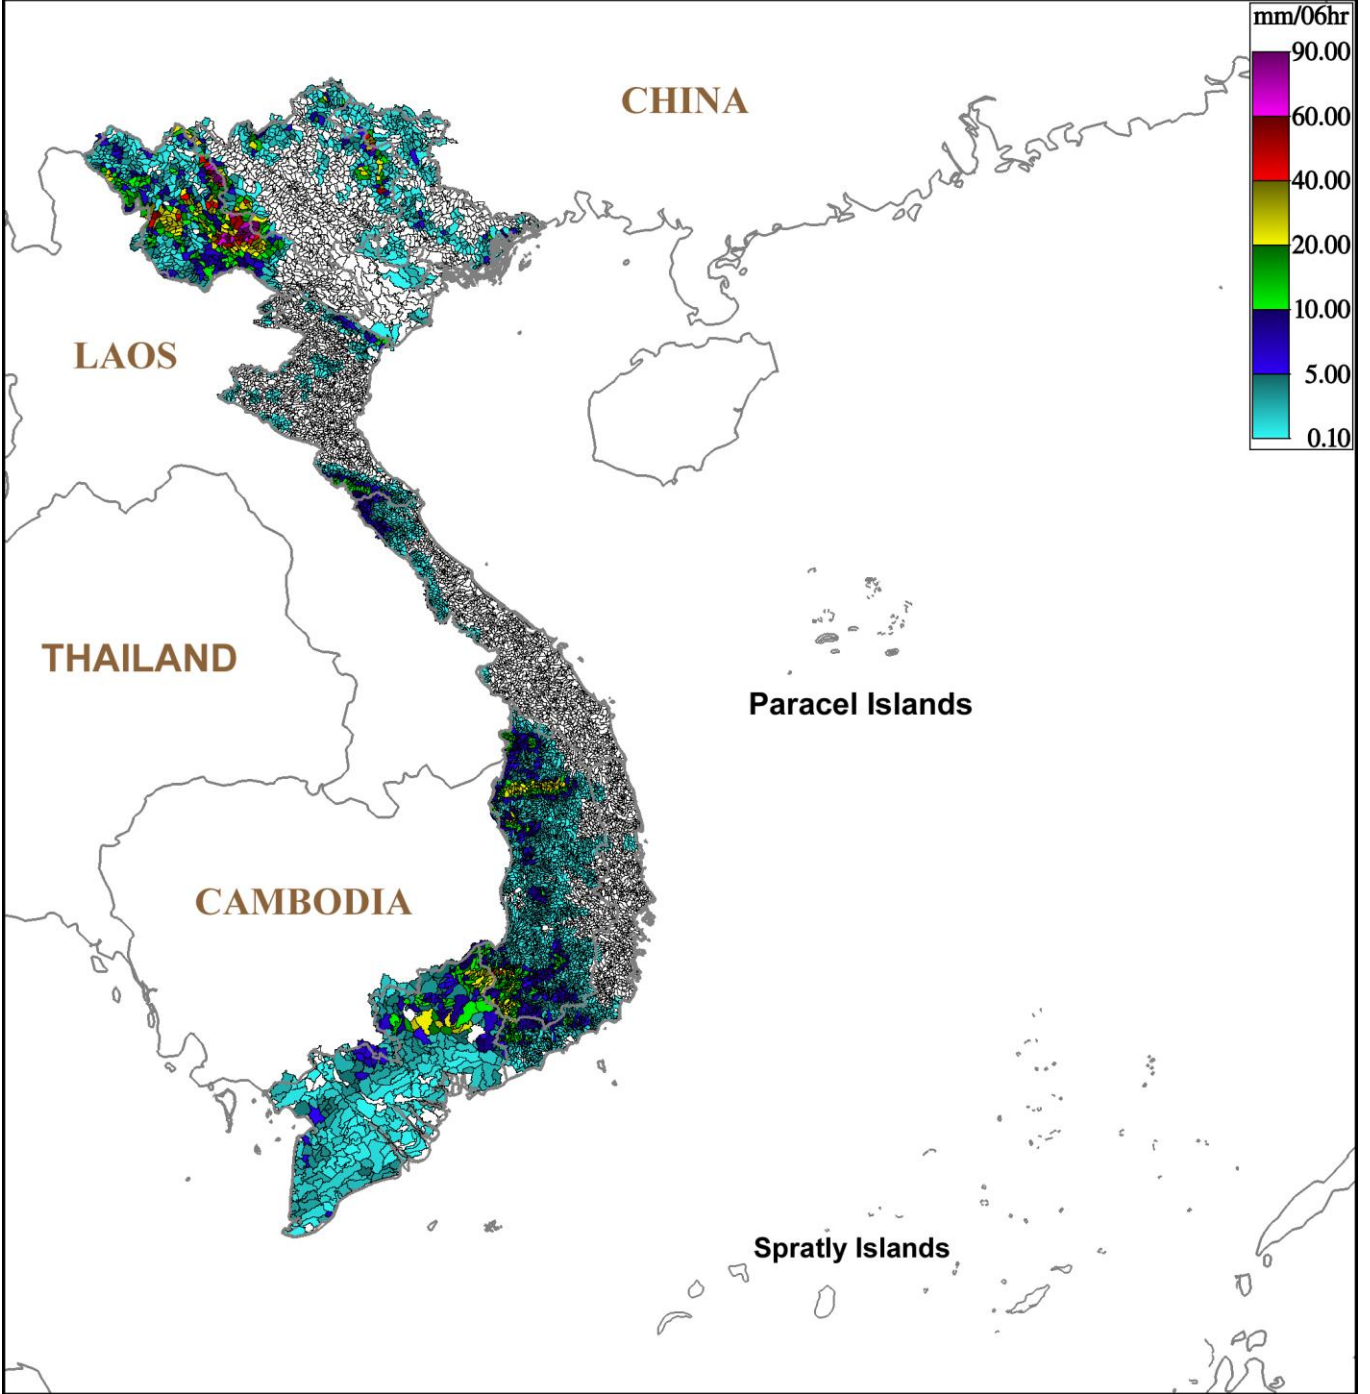 mm/06hr
90.00
60.00
40.00
20.00
10.00
5.00
0.10
CHINA
LAOS
THAILAND
Paracel Islands
CAMBODIA
Spratly Islands